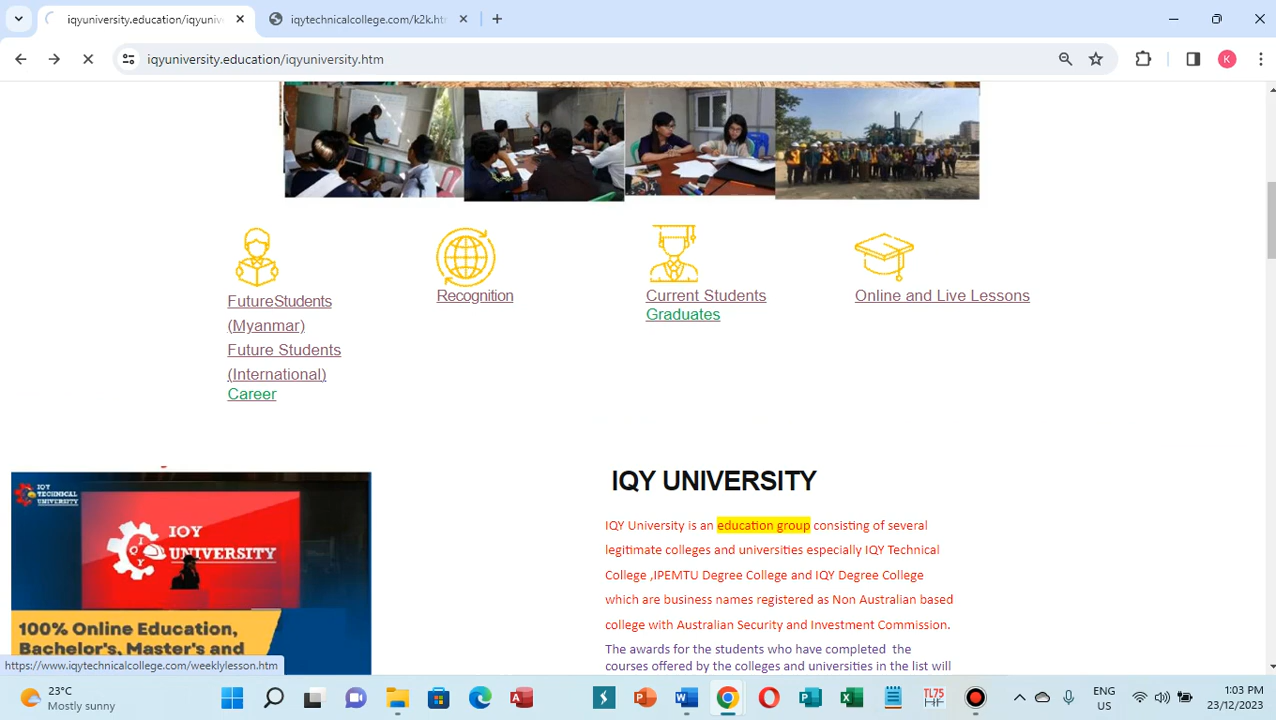 iqyuniversity.education/iqyunive
iqytechnicalcollege.com/k2k.ht
iqyuniversity.education/iqyuniversity.htm
K
FutureStudents
(Myanmar)
Future Students
(International)
Career
Recognition
Current Students
Graduates
Online and Live Lessons
IQY
TECHNICAL
UNIVERSITY
IQY
UNIVERSITY
100% Online Education,
Bachelor's, Master's and
IQY UNIVERSITY
IQY University is an education group consisting of several
legitimate colleges and universities especially IQY Technical
College ,IPEMTU Degree College and IQY Degree College
which are business names registered as Non Australian based
college with Australian Security and Investment Commission.
The awards for the students who have completed the
courses offered by the colleges and universities in the list will
https://www.iqytechnicalcollege.com/weeklylesson.htm
23°C
Mostly sunny
TL75
ENG
US
1:03 PM
23/12/2023